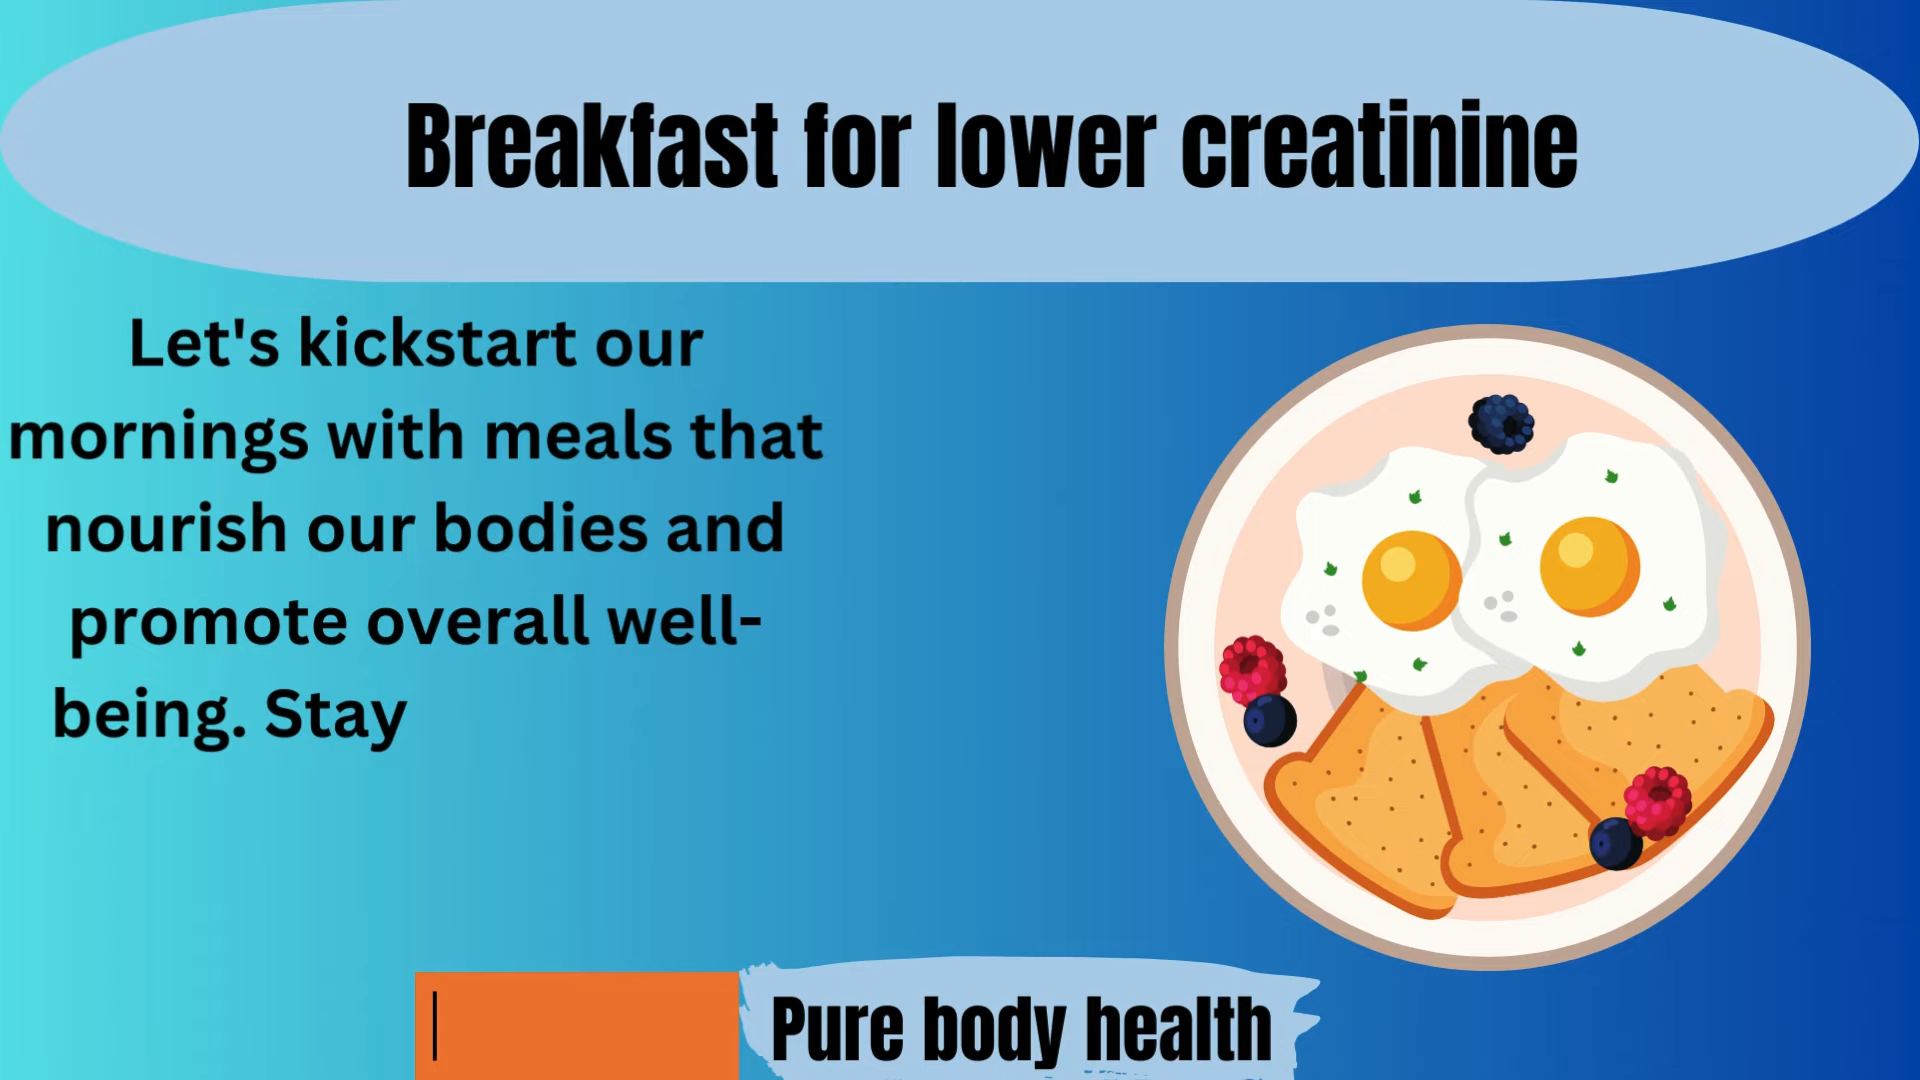 Breakfast for lower creatinine
Let's kickstart our
mornings with meals that
nourish our bodies and
promote overall well-
being. Stay
Pure body health